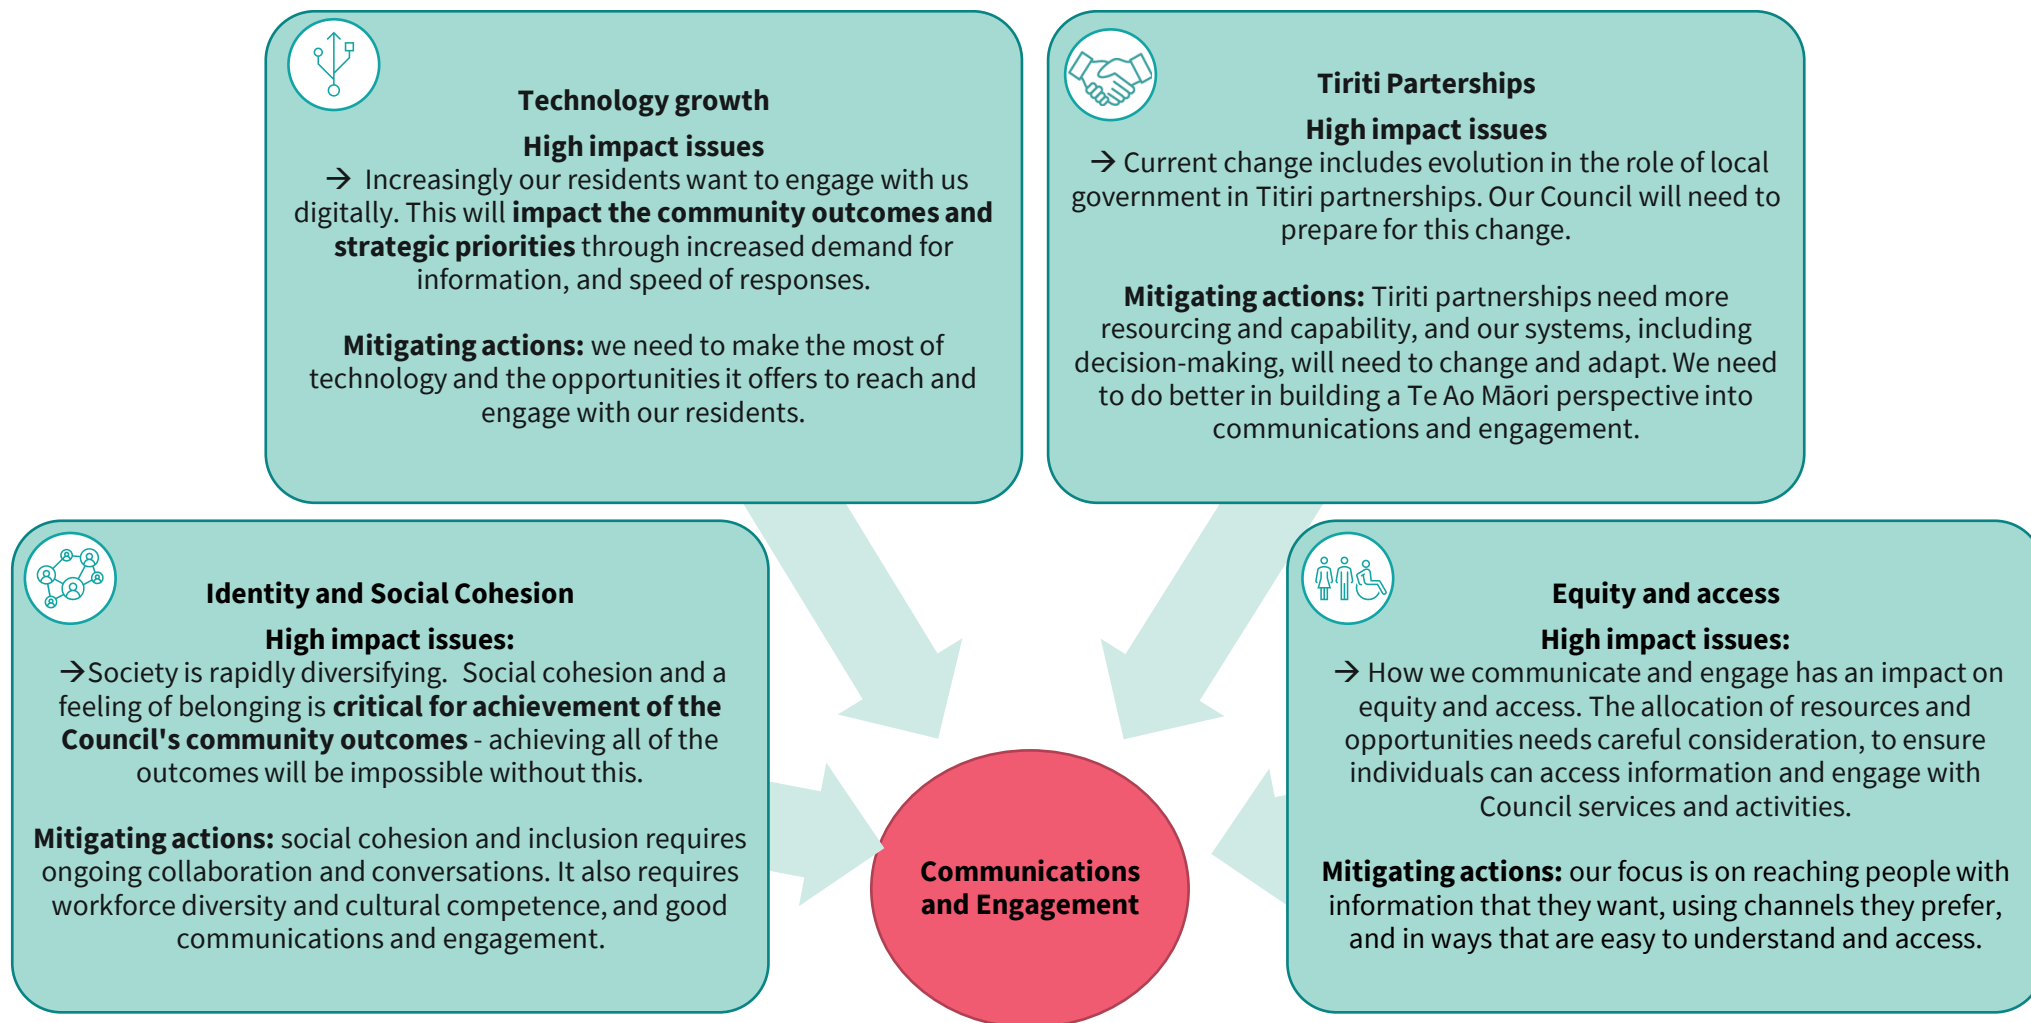 Technology growth
High impact issues
→ Increasingly our residents want to engage with us
digitally. This will impact the community outcomes and
strategic priorities through increased demand for
information, and speed of responses.
Mitigating actions: we need to make the most of
technology and the opportunities it offers to reach and
engage with our residents.
Tiriti Parterships
High impact issues
→ Current change includes evolution in the role of local
government in Titiri partnerships. Our Council will need to
prepare for this change.
Mitigating actions: Tiriti partnerships need more
resourcing and capability, and our systems, including
decision-making, will need to change and adapt. We need
to do better in building a Te Ao Māori perspective into
communications and engagement.
Identity and Social Cohesion
High impact issues:
→Society is rapidly diversifying.  Social cohesion and a
feeling of belonging is critical for achievement of the
Council's community outcomes - achieving all of the
outcomes will be impossible without this.
Mitigating actions: social cohesion and inclusion requires
ongoing collaboration and conversations. It also requires
workforce diversity and cultural competence, and good
communications and engagement.
Equity and access
High impact issues:
→ How we communicate and engage has an impact on
equity and access. The allocation of resources and
opportunities needs careful consideration, to ensure
individuals can access information and engage with
Council services and activities.
Mitigating actions: our focus is on reaching people with
information that they want, using channels they prefer,
and in ways that are easy to understand and access.
Communications
and Engagement